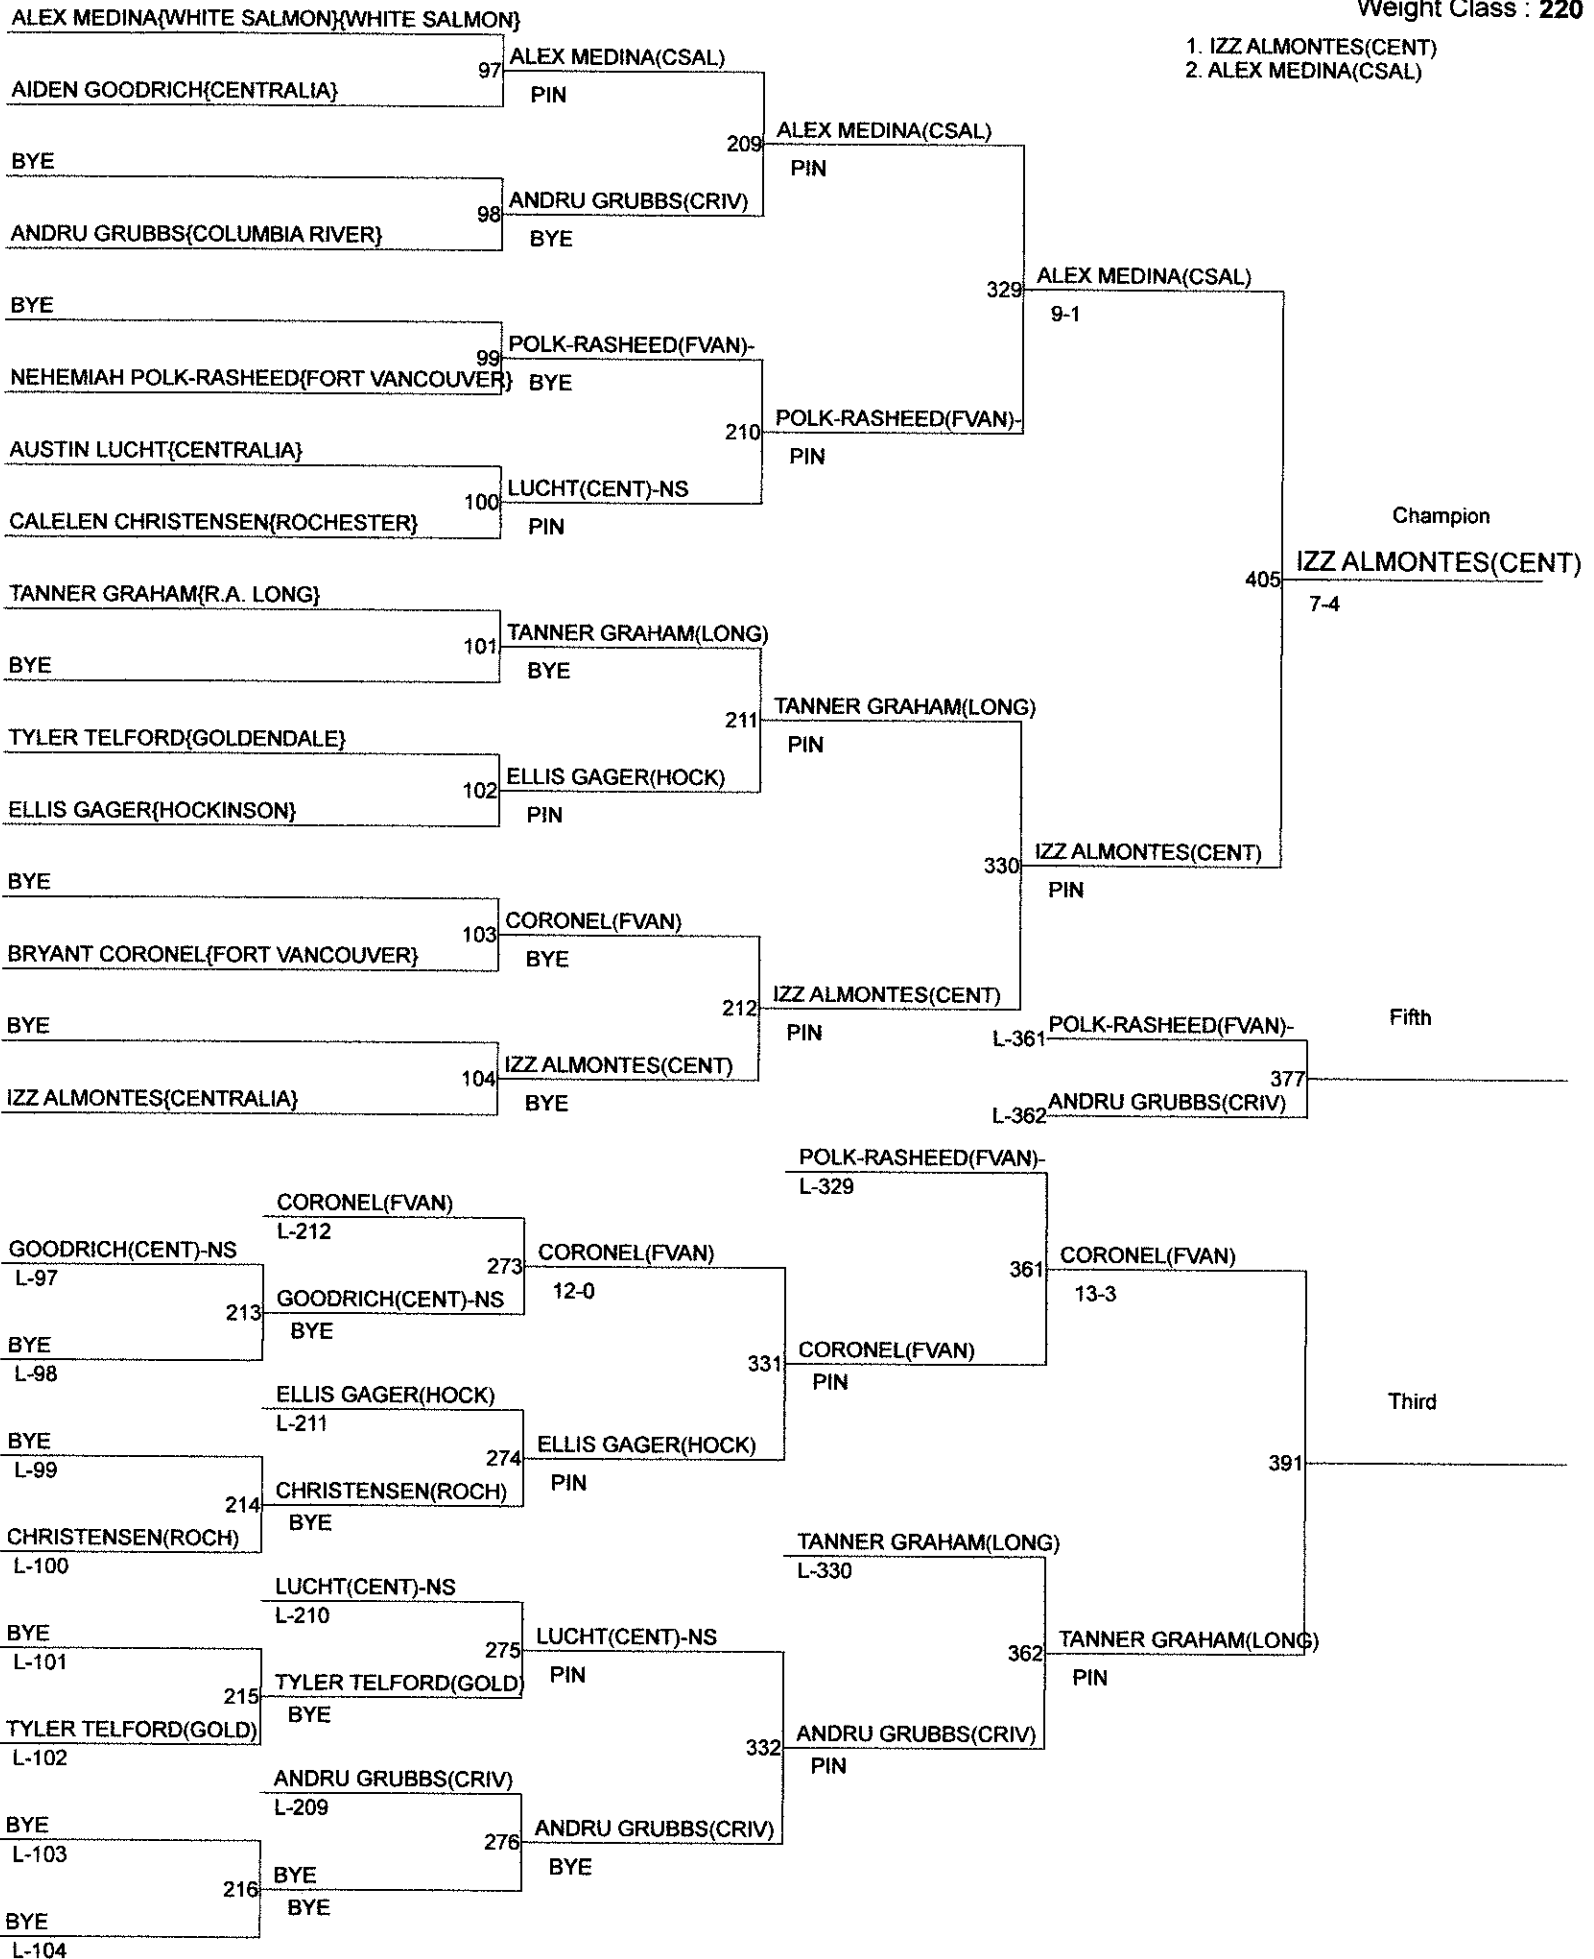 Weight Class : 220
1. IZZ ALMONTES(CENT)
2. ALEX MEDINA(CSAL)
ALEX MEDINA{WHITE SALMON}{WHITE SALMON}
97
ALEX MEDINA(CSAL)
PIN
AIDEN GOODRICH{CENTRALIA}
209
ALEX MEDINA(CSAL)
PIN
BYE
98
ANDRU GRUBBS(CRIV)
BYE
ANDRU GRUBBS{COLUMBIA RIVER}
329
ALEX MEDINA(CSAL)
9-1
BYE
99
POLK-RASHEED(FVAN)-
BYE
NEHEMIAH POLK-RASHEED{FORT VANCOUVER}
210
POLK-RASHEED(FVAN)-
PIN
AUSTIN LUCHT{CENTRALIA}
100
LUCHT(CENT)-NS
PIN
CALELEN CHRISTENSEN{ROCHESTER}
Champion
405
IZZ ALMONTES(CENT)
7-4
TANNER GRAHAM{R.A. LONG}
101
TANNER GRAHAM(LONG)
BYE
BYE
211
TANNER GRAHAM(LONG)
PIN
TYLER TELFORD{GOLDENDALE}
102
ELLIS GAGER(HOCK)
PIN
ELLIS GAGER{HOCKINSON}
330
IZZ ALMONTES(CENT)
PIN
BYE
103
CORONEL(FVAN)
BYE
BRYANT CORONEL{FORT VANCOUVER}
212
IZZ ALMONTES(CENT)
PIN
BYE
104
IZZ ALMONTES(CENT)
BYE
IZZ ALMONTES{CENTRALIA}
L-361
POLK-RASHEED(FVAN)-
Fifth
377
L-362
ANDRU GRUBBS(CRIV)
POLK-RASHEED(FVAN)-
L-329
CORONEL(FVAN)
L-212
GOODRICH(CENT)-NS
L-97
273
CORONEL(FVAN)
12-0
361
CORONEL(FVAN)
13-3
213
GOODRICH(CENT)-NS
BYE
BYE
L-98
331
CORONEL(FVAN)
PIN
ELLIS GAGER(HOCK)
L-211
Third
BYE
L-99
274
ELLIS GAGER(HOCK)
PIN
391
214
CHRISTENSEN(ROCH)
BYE
CHRISTENSEN(ROCH)
L-100
TANNER GRAHAM(LONG)
L-330
LUCHT(CENT)-NS
L-210
BYE
L-101
275
LUCHT(CENT)-NS
PIN
362
TANNER GRAHAM(LONG)
PIN
215
TYLER TELFORD(GOLD)
BYE
TYLER TELFORD(GOLD)
L-102
332
ANDRU GRUBBS(CRIV)
PIN
ANDRU GRUBBS(CRIV)
L-209
BYE
L-103
276
ANDRU GRUBBS(CRIV)
BYE
216
BYE
BYE
BYE
L-104